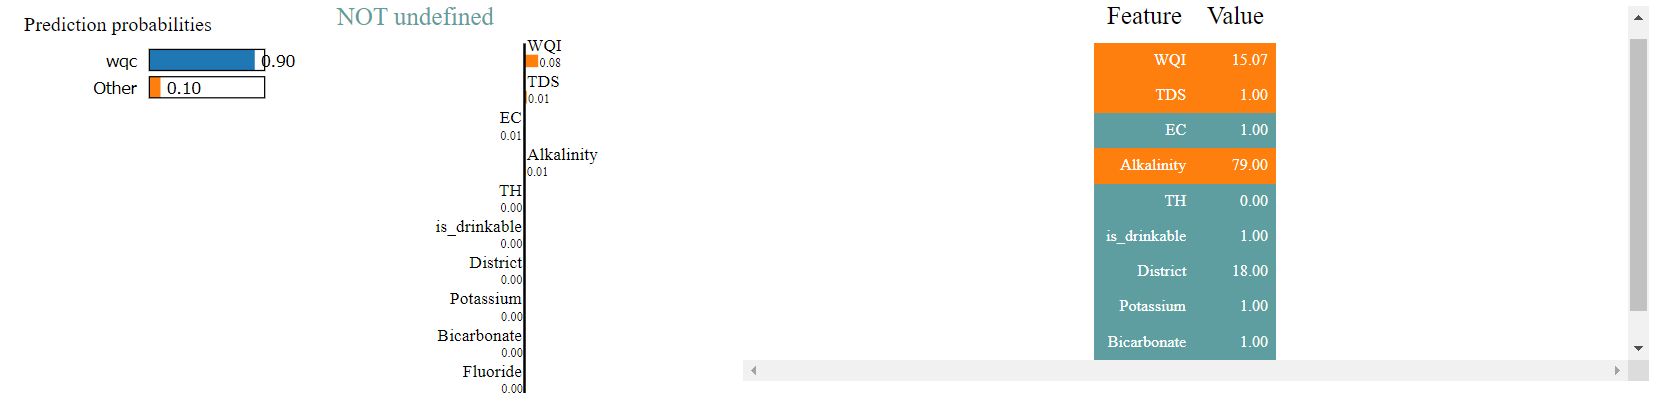 Prediction probabilities
wqc 0.90
Other 0.10
NOT undefined
WQI
0.08
TDS
0.01
EC
0.01
Alkalinity
0.01
TH
0.00
is_drinkable
0.00
District
0.00
Potassium
0.00
Bicarbonate
0.00
Fluoride
0.00
Feature Value
WQI 15.07
TDS 1.00
EC 1.00
Alkalinity 79.00
TH 0.00
is_drinkable 1.00
District 18.00
Potassium 1.00
Bicarbonate 1.00